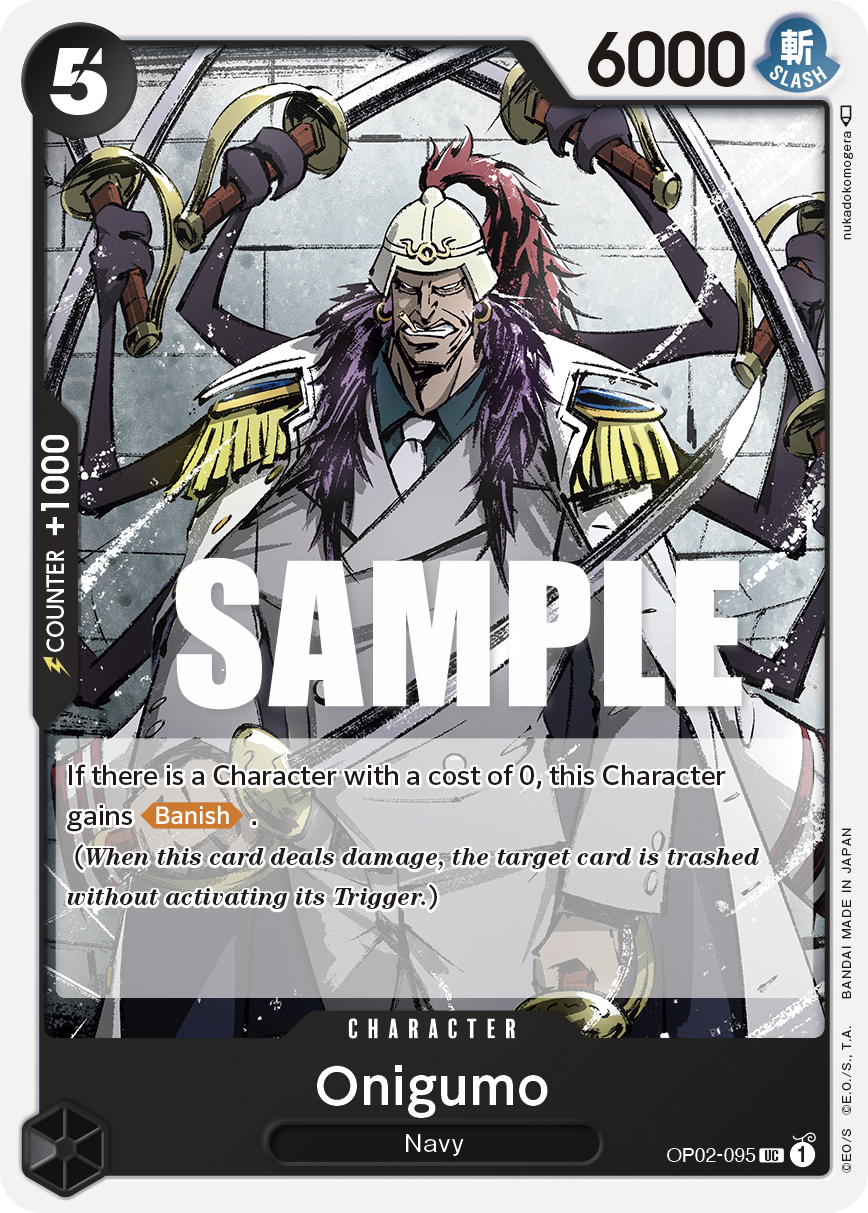 5
6000
斬
SLASH
nukadokomogera
COUNTER +1000
SAMPLE
If there is a Character with a cost of 0, this Character
gains Banish .
(When this card deals damage, the target card is trashed
without activating its Trigger.)
CHARACTER
Onigumo
Navy
OP02-095 UC 1
©EO/S ©E.O./S., T.A. BANDAI MADE IN JAPAN